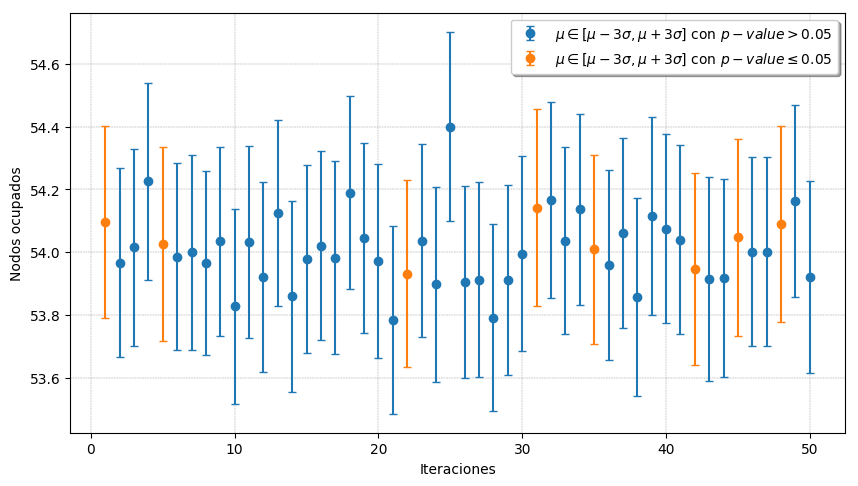 μ ∈ [μ − 3σ, μ + 3σ] con p − value > 0.05
μ ∈ [μ − 3σ, μ + 3σ] con p − value ≤ 0.05
54.6
54.4
54.2
54.0
53.8
53.6
Nodos ocupados
0 10 20 30 40 50
Iteraciones